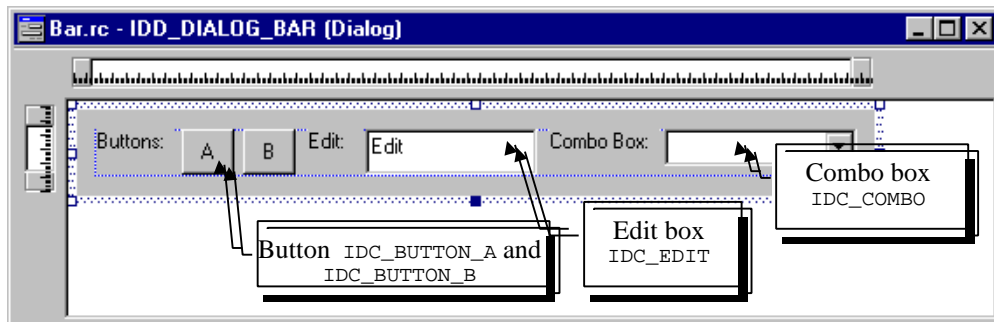 Bar.rc - IDD_DIALOG_BAR (Dialog)
Buttons: A B Edit: Edit Combo Box:
Combo box
IDC_COMBO
Edit box
IDC_EDIT
Button IDC_BUTTON_A and
IDC_BUTTON_B